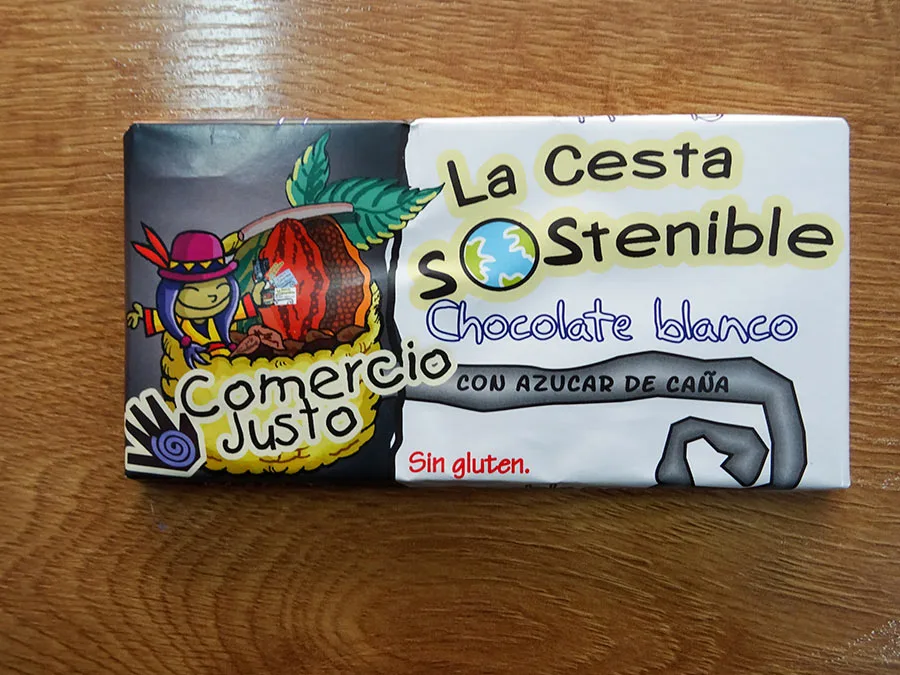 La Cesta
Sostenible
Chocolate blanco
CON AZUCAR DE CAÑA
Comercio
Justo
Sin gluten.